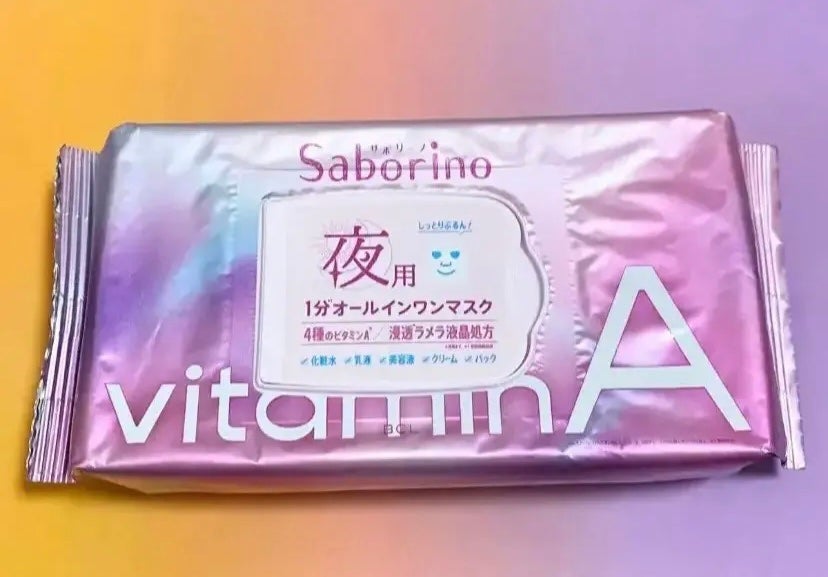 サボリーノ
Saborino
しっとりぷるん!
夜用
1分オールインワンマスク
4種のビタミンA* / 浸透*ラメラ液晶処方
✓化粧水 ✓乳液 ✓美容液 ✓クリーム ✓パック
vitaminA
BCL